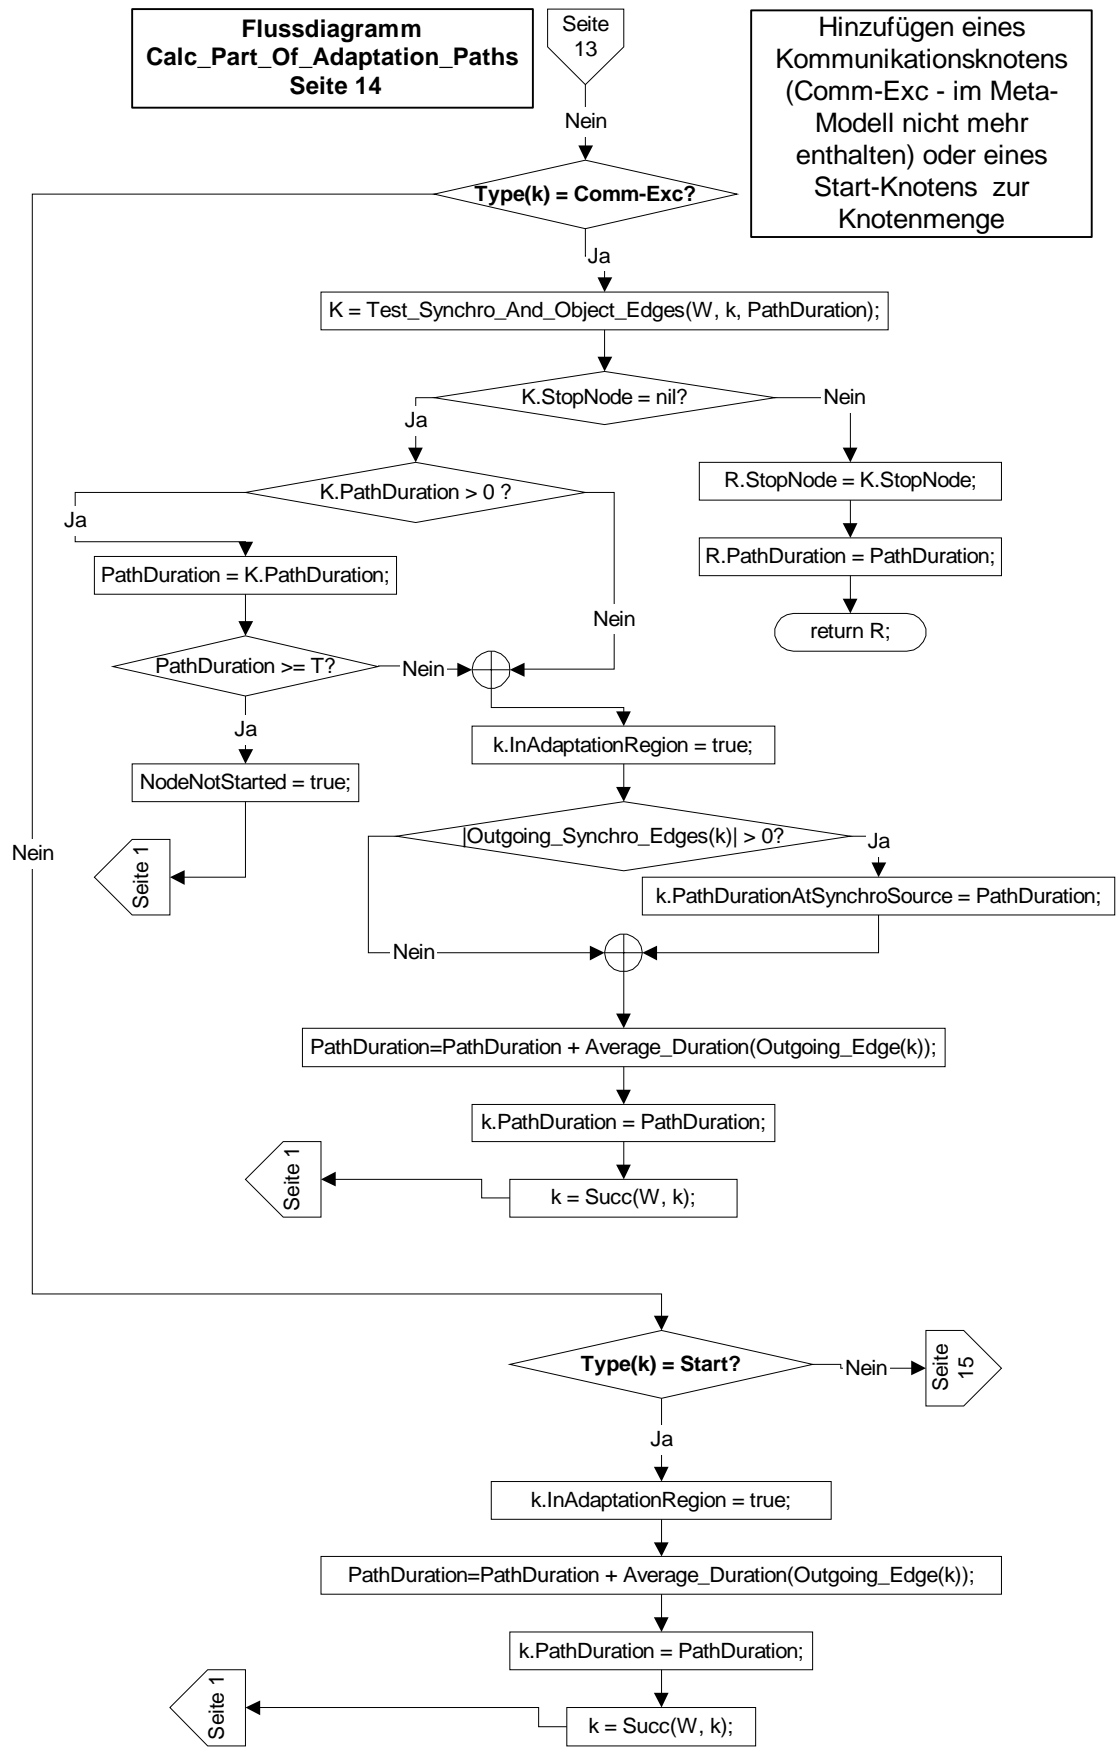 Flussdiagramm
Calc_Part_Of_Adaptation_Paths
Seite 14
Seite
13
Hinzufügen eines
Kommunikationsknotens
(Comm-Exc - im Meta-
Modell nicht mehr
enthalten) oder eines
Start-Knotens zur
Knotenmenge
Nein
Type(k) = Comm-Exc?
Ja
K = Test_Synchro_And_Object_Edges(W, k, PathDuration);
K.StopNode = nil?
Nein
Ja
K.PathDuration > 0 ?
R.StopNode = K.StopNode;
Ja
R.PathDuration = PathDuration;
PathDuration = K.PathDuration;
Nein
return R;
PathDuration >= T?
Nein
Ja
k.InAdaptationRegion = true;
NodeNotStarted = true;
|Outgoing_Synchro_Edges(k)| > 0?
Ja
Nein
Seite 1
k.PathDurationAtSynchroSource = PathDuration;
Nein
PathDuration=PathDuration + Average_Duration(Outgoing_Edge(k));
k.PathDuration = PathDuration;
Seite 1
k = Succ(W, k);
Type(k) = Start?
Nein
Seite
15
Ja
k.InAdaptationRegion = true;
PathDuration=PathDuration + Average_Duration(Outgoing_Edge(k));
k.PathDuration = PathDuration;
Seite 1
k = Succ(W, k);